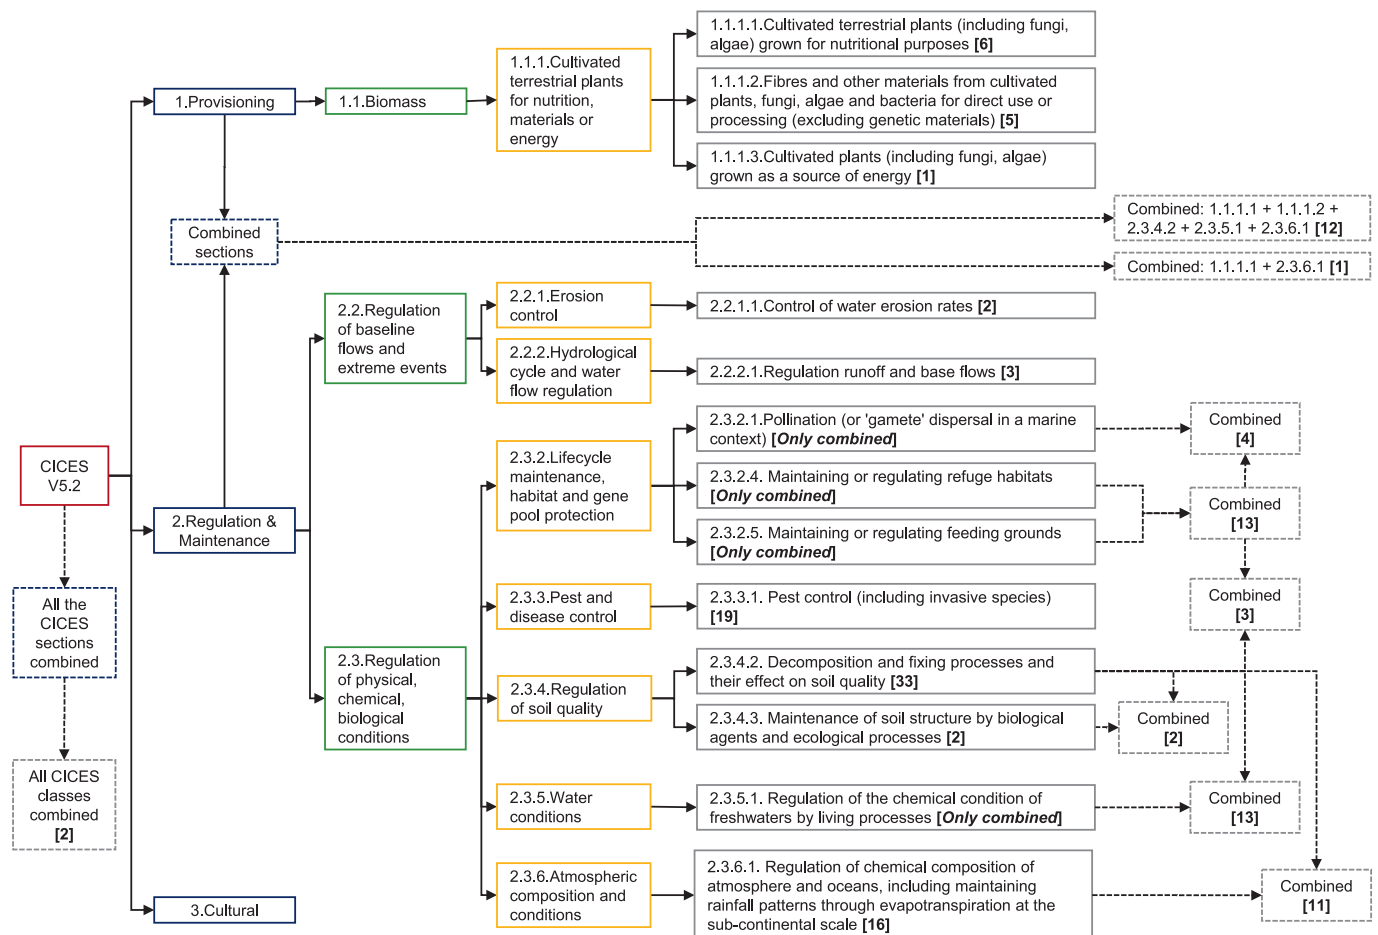 1.1.1.1.Cultivated terrestrial plants (including fungi,
algae) grown for nutritional purposes [6]
1.1.1.Cultivated
terrestrial plants
for nutrition,
materials or
energy
1.Provisioning
1.1.Biomass
1.1.1.2.Fibres and other materials from cultivated
plants, fungi, algae and bacteria for direct use or
processing (excluding genetic materials) [5]
1.1.1.3.Cultivated plants (including fungi, algae)
grown as a source of energy [1]
Combined
sections
Combined: 1.1.1.1 + 1.1.1.2 +
2.3.4.2 + 2.3.5.1 + 2.3.6.1 [12]
Combined: 1.1.1.1 + 2.3.6.1 [1]
2.2.Regulation
of baseline
flows and
extreme events
2.2.1.Erosion
control
2.2.1.1.Control of water erosion rates [2]
2.2.2.Hydrological
cycle and water
flow regulation
2.2.2.1.Regulation runoff and base flows [3]
2.3.2.1.Pollination (or 'gamete' dispersal in a marine
context) [Only combined]
Combined
[4]
CICES
V5.2
2.3.2.Lifecycle
maintenance,
habitat and gene
pool protection
2.3.2.4. Maintaining or regulating refuge habitats
[Only combined]
Combined
[13]
2.Regulation &
Maintenance
2.3.2.5. Maintaining or regulating feeding grounds
[Only combined]
All the
CICES
sections
combined
2.3.3.Pest and
disease control
2.3.3.1. Pest control (including invasive species)
[19]
Combined
[3]
2.3.Regulation
of physical,
chemical,
biological
conditions
2.3.4.Regulation
of soil quality
2.3.4.2. Decomposition and fixing processes and
their effect on soil quality [33]
2.3.4.3. Maintenance of soil structure by biological
agents and ecological processes [2]
Combined
[2]
All CICES
classes
combined
[2]
2.3.5.Water
conditions
2.3.5.1. Regulation of the chemical condition of
freshwaters by living processes [Only combined]
Combined
[13]
2.3.6.Atmospheric
composition and
conditions
2.3.6.1. Regulation of chemical composition of
atmosphere and oceans, including maintaining
rainfall patterns through evapotranspiration at the
sub-continental scale [16]
Combined
[11]
3.Cultural